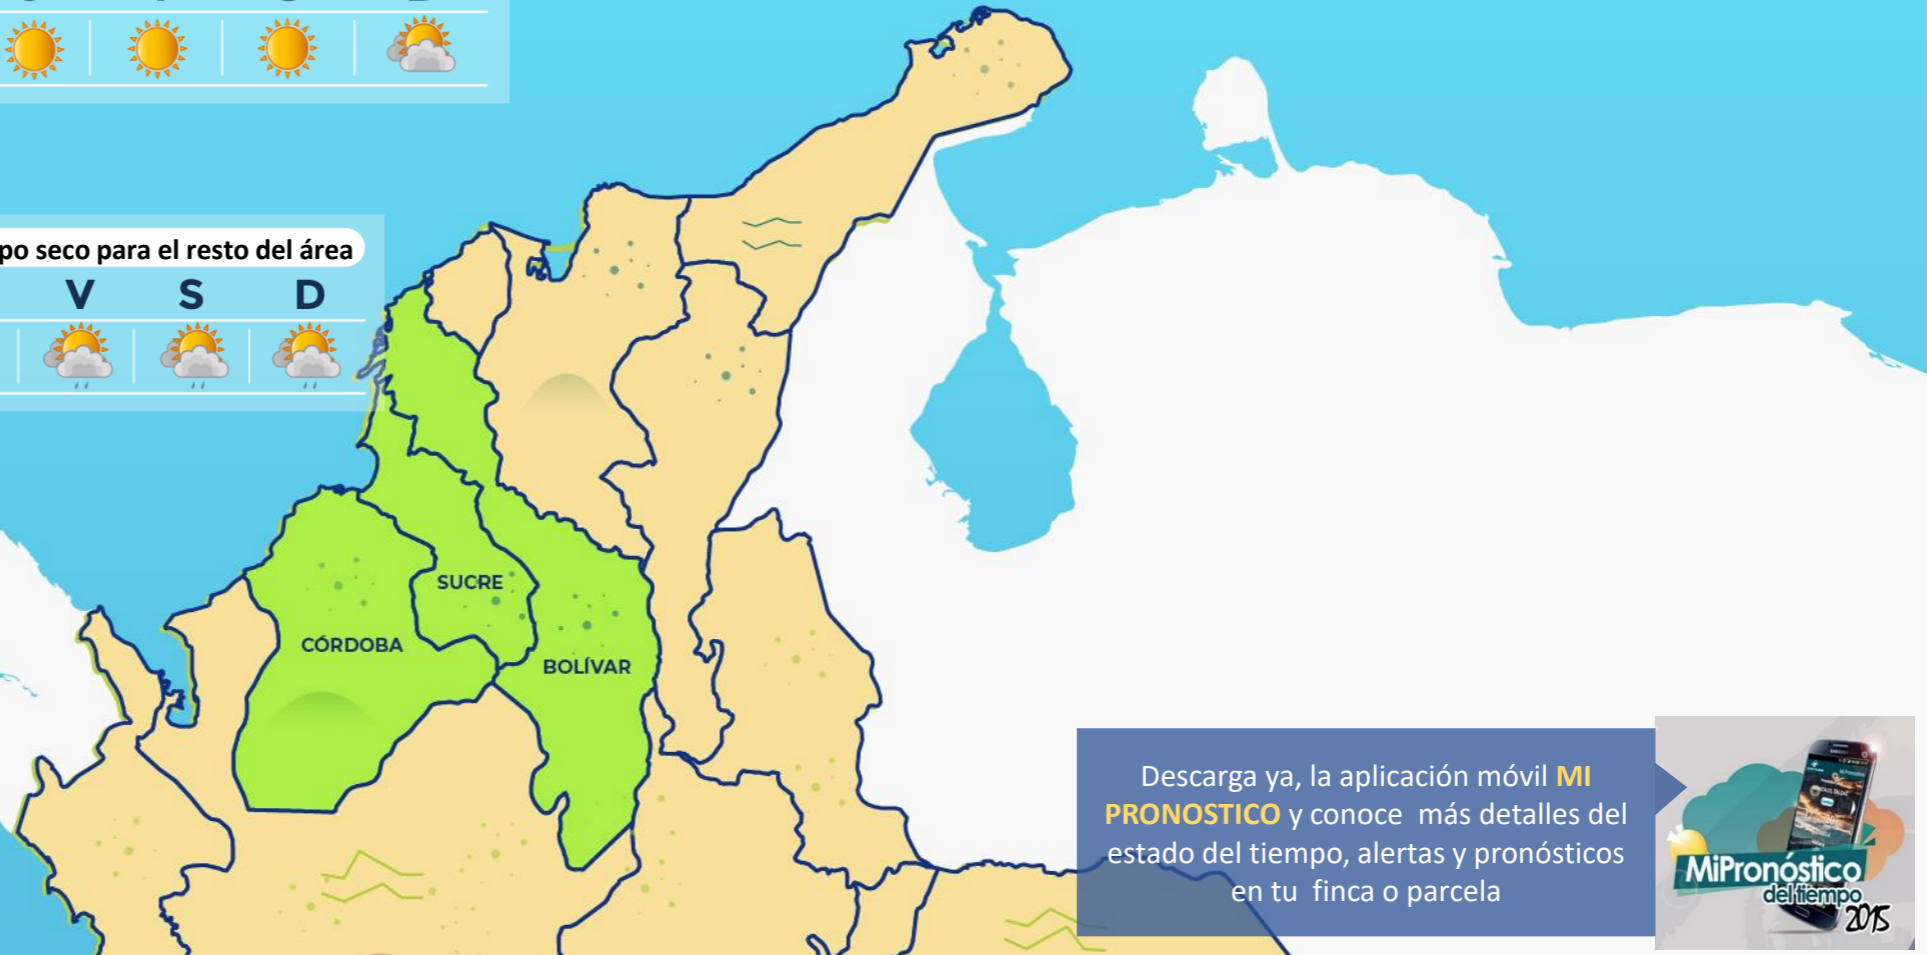 po seco para el resto del área
V S D
SUCRE
CÓRDOBA
BOLÍVAR
Descarga ya, la aplicación móvil MI
PRONOSTICO y conoce más detalles del
estado del tiempo, alertas y pronósticos
en tu finca o parcela
MiPronóstico
del tiempo
2015